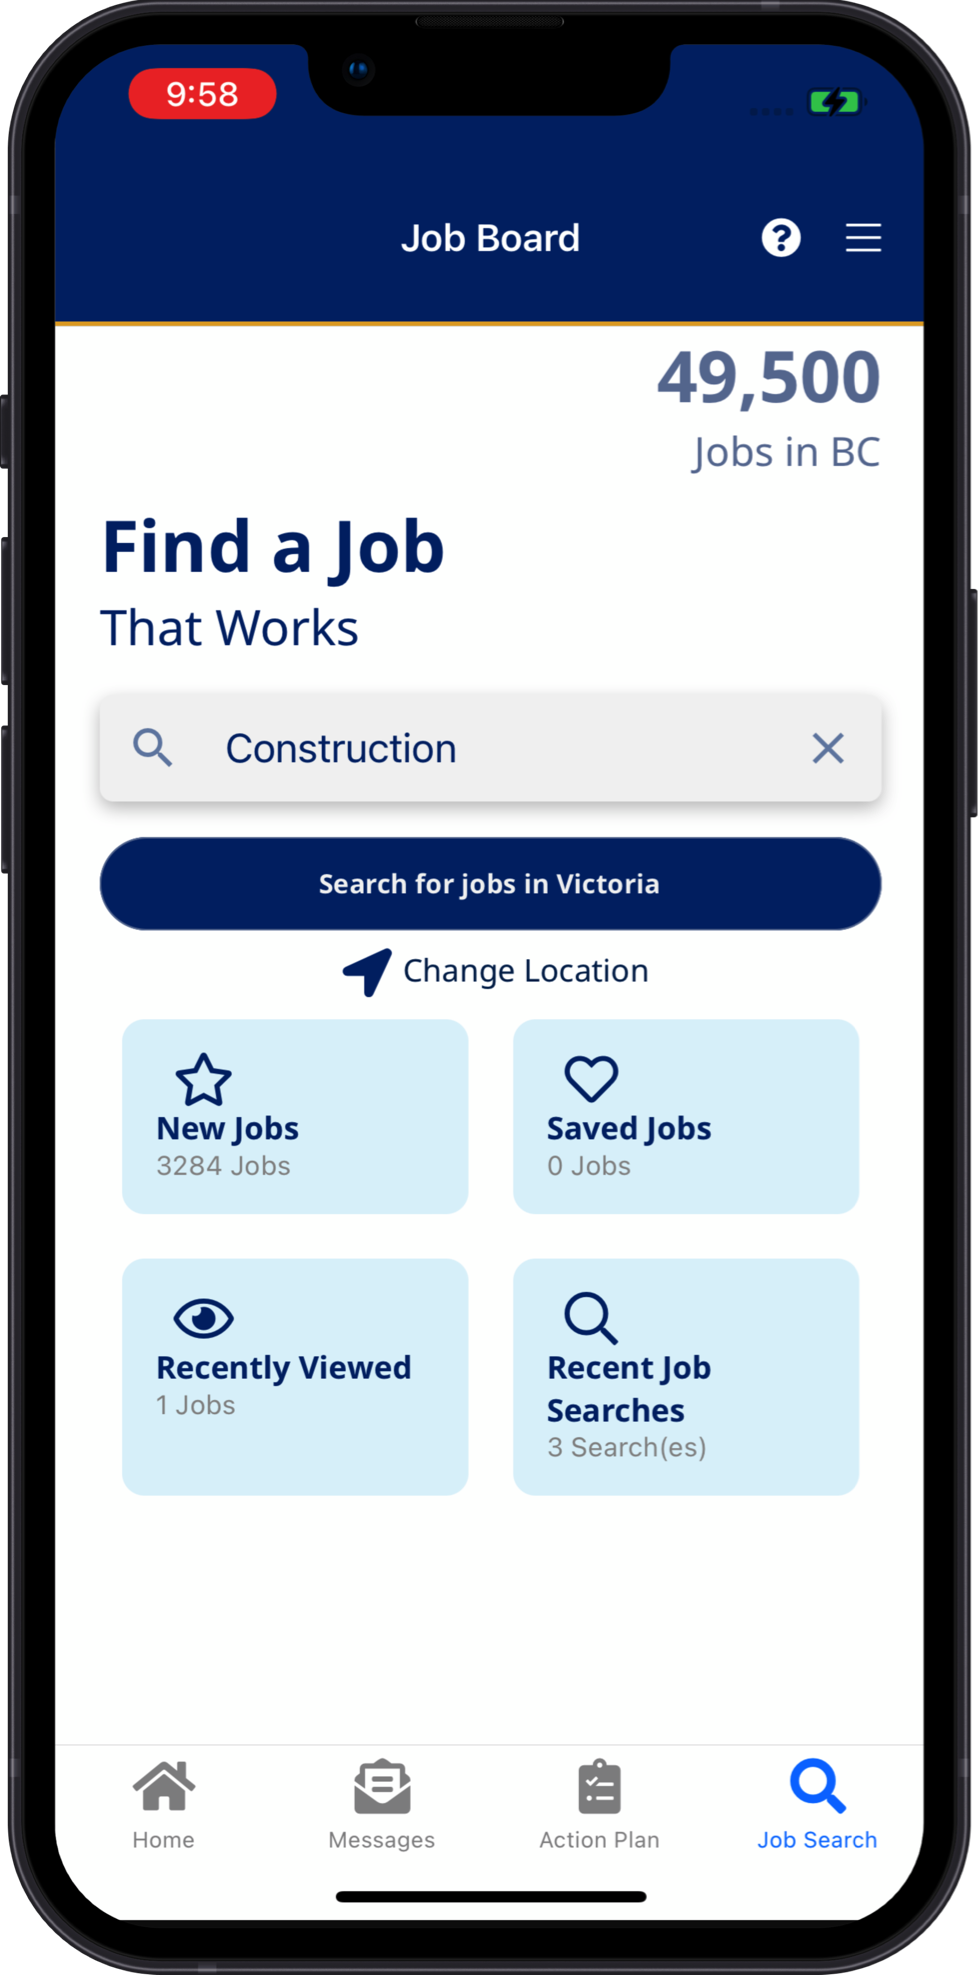 9:58
Job Board
49,500
Jobs in BC
Find a Job
That Works
Construction
Search for jobs in Victoria
Change Location
New Jobs
3284 Jobs
Saved Jobs
0 Jobs
Recently Viewed
1 Jobs
Recent Job
Searches
3 Search(es)
Home
Messages
Action Plan
Job Search